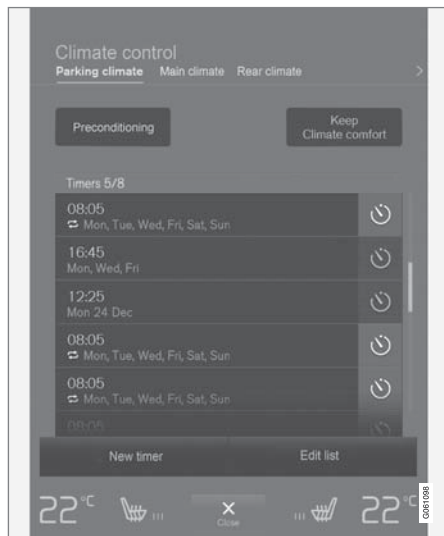 Climate control
Parking climate Main climate Rear climate
Preconditioning
Keep
Climate comfort
Timers 5/8
08:05
Mon, Tue, Wed, Fri, Sat, Sun
16:45
Mon, Wed, Fri
12:25
Mon 24 Dec
08:05
Mon, Tue, Wed, Fri, Sat, Sun
08:05
Mon, Tue, Wed, Fri, Sat, Sun
08:05
New timer Edit list
22°C 22°C
Close
G061098